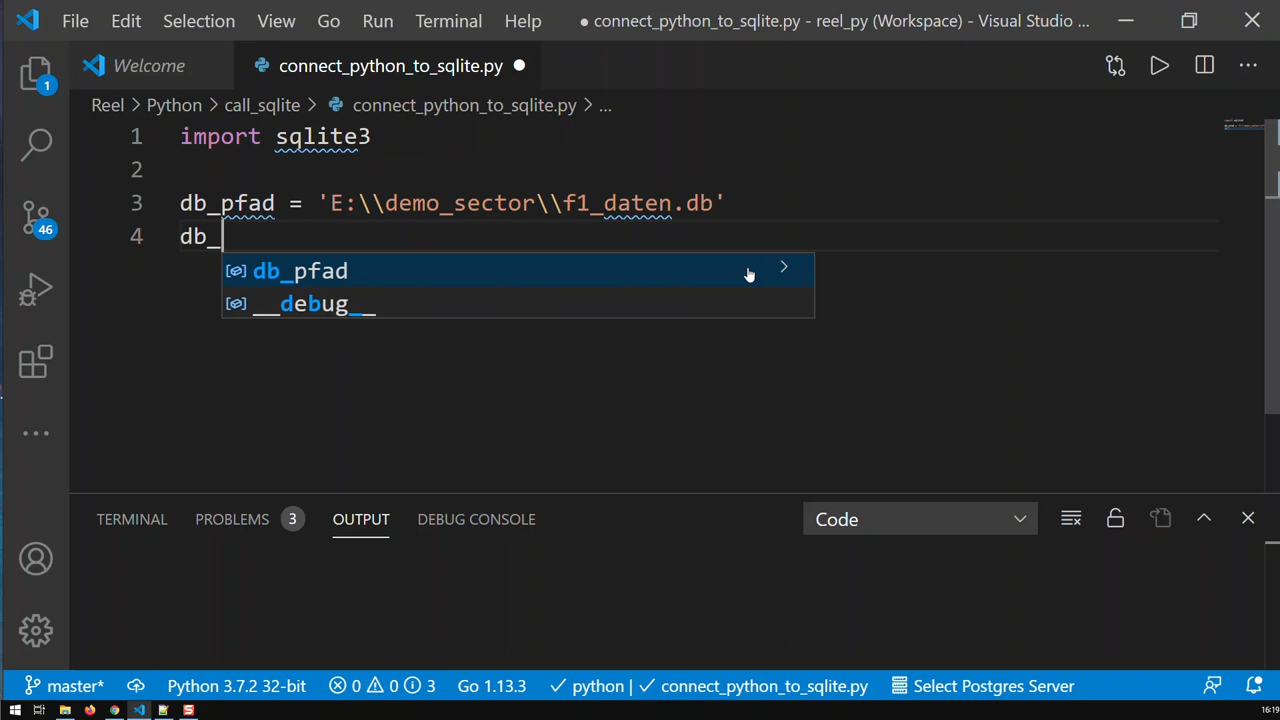 File Edit Selection View Go Run Terminal Help ● connect_python_to_sqlite.py - reel_py (Workspace) - Visual Studio ...
Welcome connect_python_to_sqlite.py ●
1
Reel > Python > call_sqlite > connect_python_to_sqlite.py > ...
1 import sqlite3
2
3 db_pfad = 'E:\\demo_sector\\f1_daten.db'
4 db_
db_pfad
__debug__
46
TERMINAL PROBLEMS 3 OUTPUT DEBUG CONSOLE Code
master* Python 3.7.2 32-bit 0 0 3 Go 1.13.3 python | connect_python_to_sqlite.py Select Postgres Server
16:19